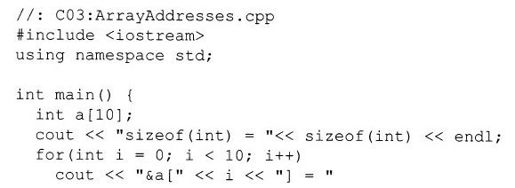 //: C03:ArrayAddresses.cpp
#include <iostream>
using namespace std;

int main() {
  int a[10];
  cout << "sizeof(int) = "<< sizeof(int) << endl;
  for(int i = 0; i < 10; i++)
    cout << "&a[" << i << "] = "